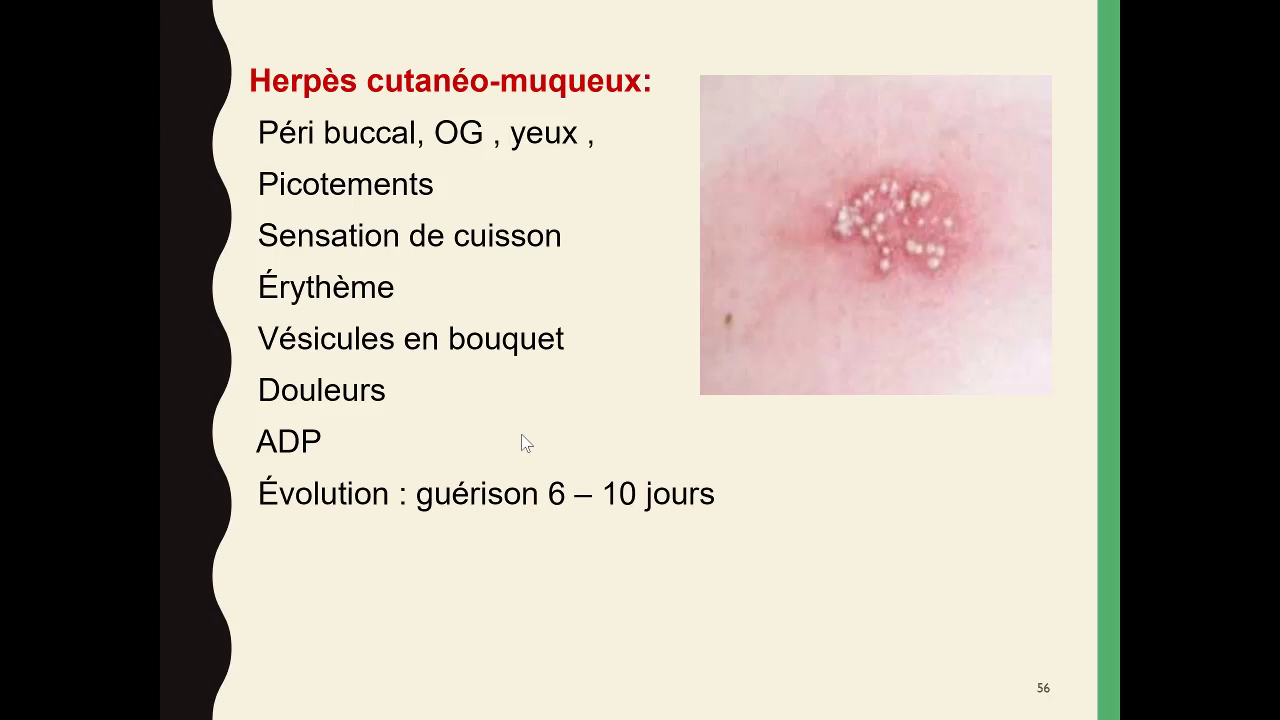 Herpès cutanéo-muqueux:
Péri buccal, OG , yeux ,
Picotements
Sensation de cuisson
Érythème
Vésicules en bouquet
Douleurs
ADP
Évolution : guérison 6 – 10 jours
56